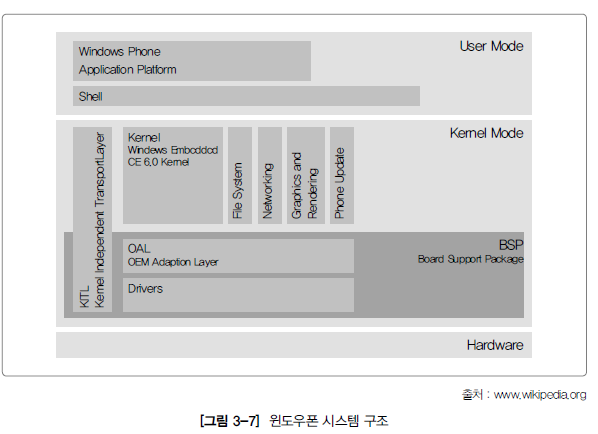 User Mode
Windows Phone
Application Platform
Shell
Kernel Mode
KITL
Kernel Independent TransportLayer
Kernel
Windows Embedded
CE 6.0 Kernel
File System
Networking
Graphics and
Rendering
Phone Update
BSP
Board Support Package
OAL
OEM Adaption Layer
Drivers
Hardware
출처 : www.wikipedia.org
[그림 3-7] 윈도우폰 시스템 구조